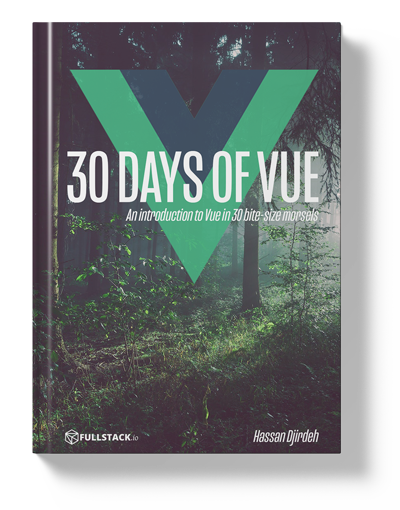 30 DAYS OF VUE
An introduction to Vue in 30 bite-size morsels
FULLSTACK.io
Hassan Djirdeh